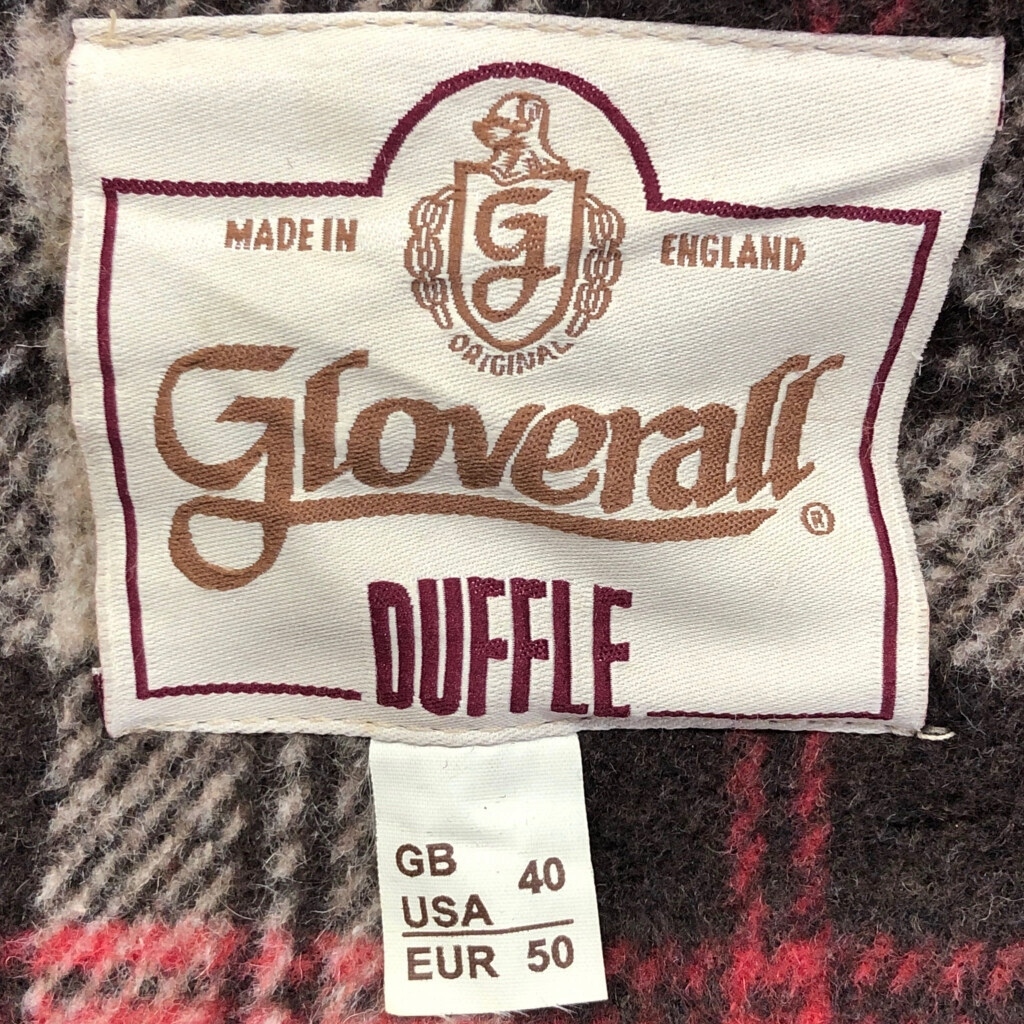 MADE IN ENGLAND
G
ORIGINAL
Gloverall ®
DUFFLE
GB
USA 40
EUR 50